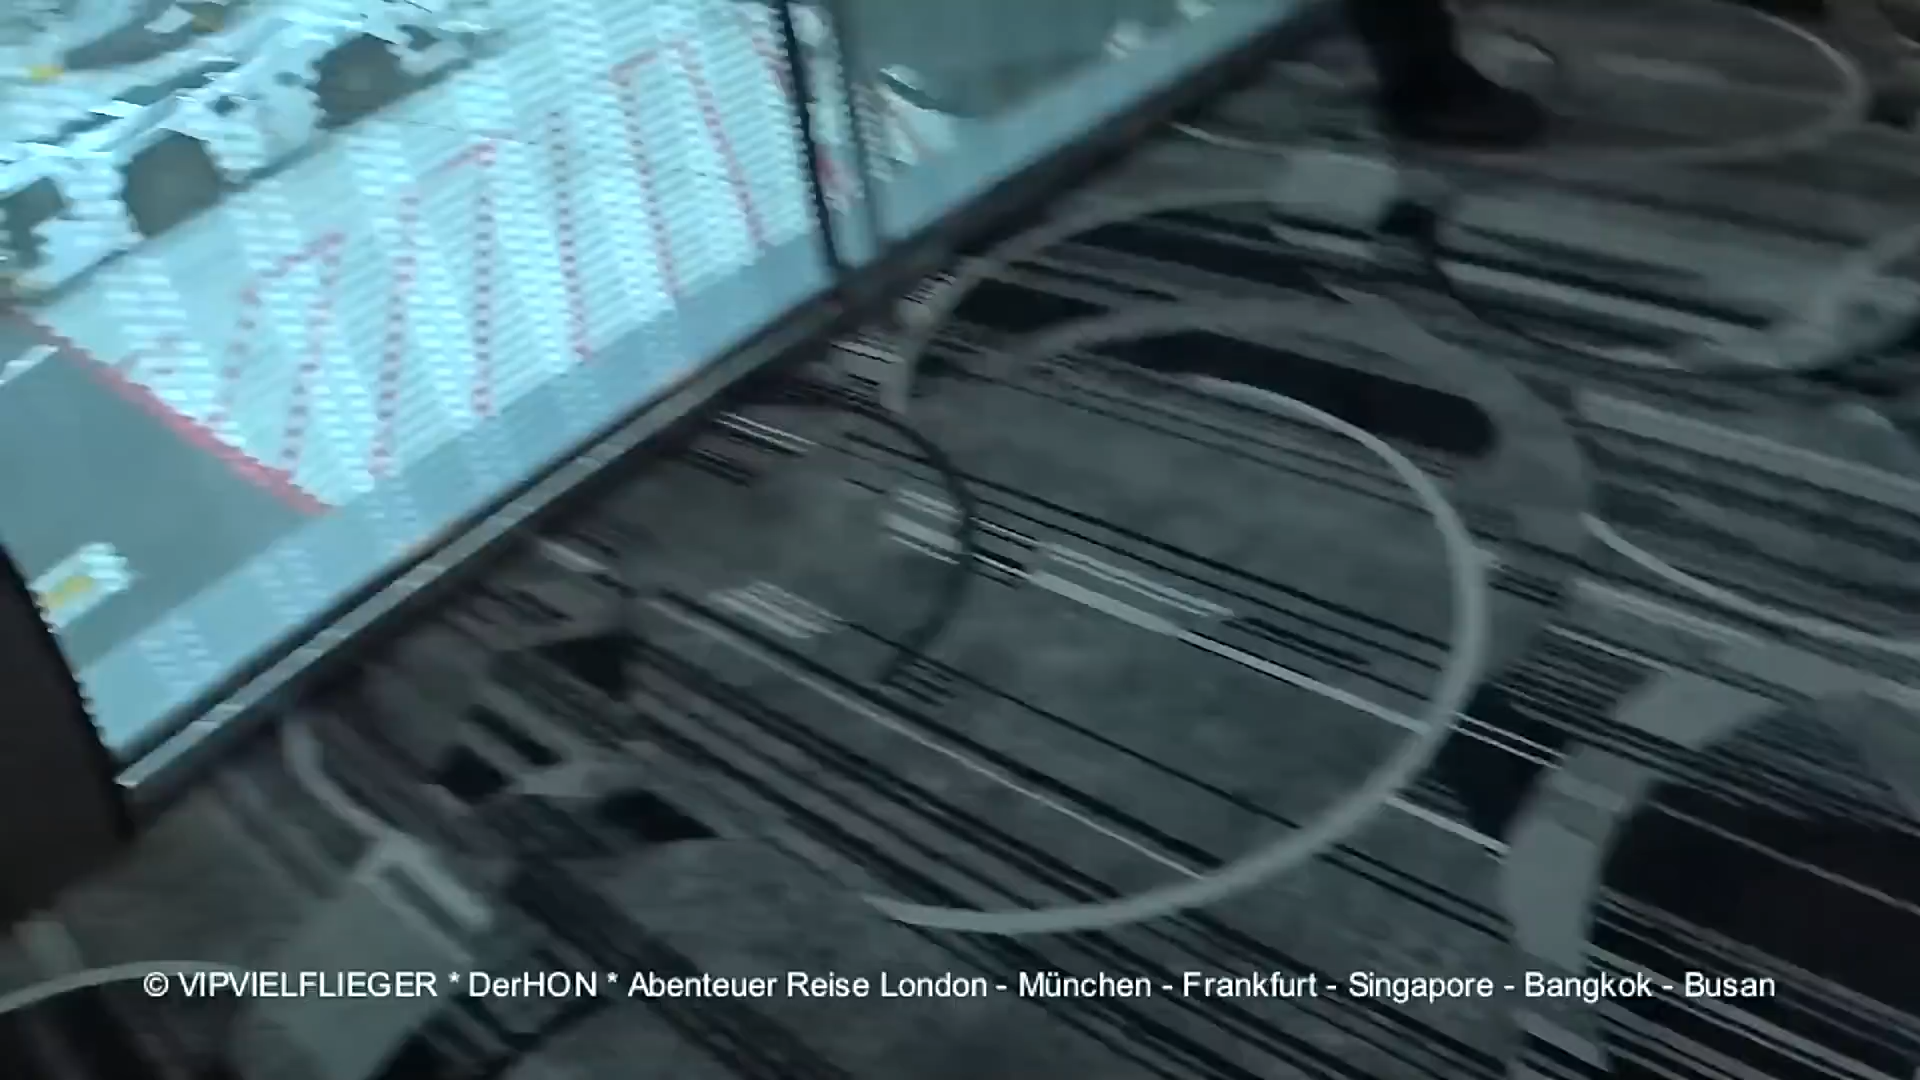 © VIPVIELFLIEGER * DerHON * Abenteuer Reise London - München - Frankfurt - Singapore - Bangkok - Busan